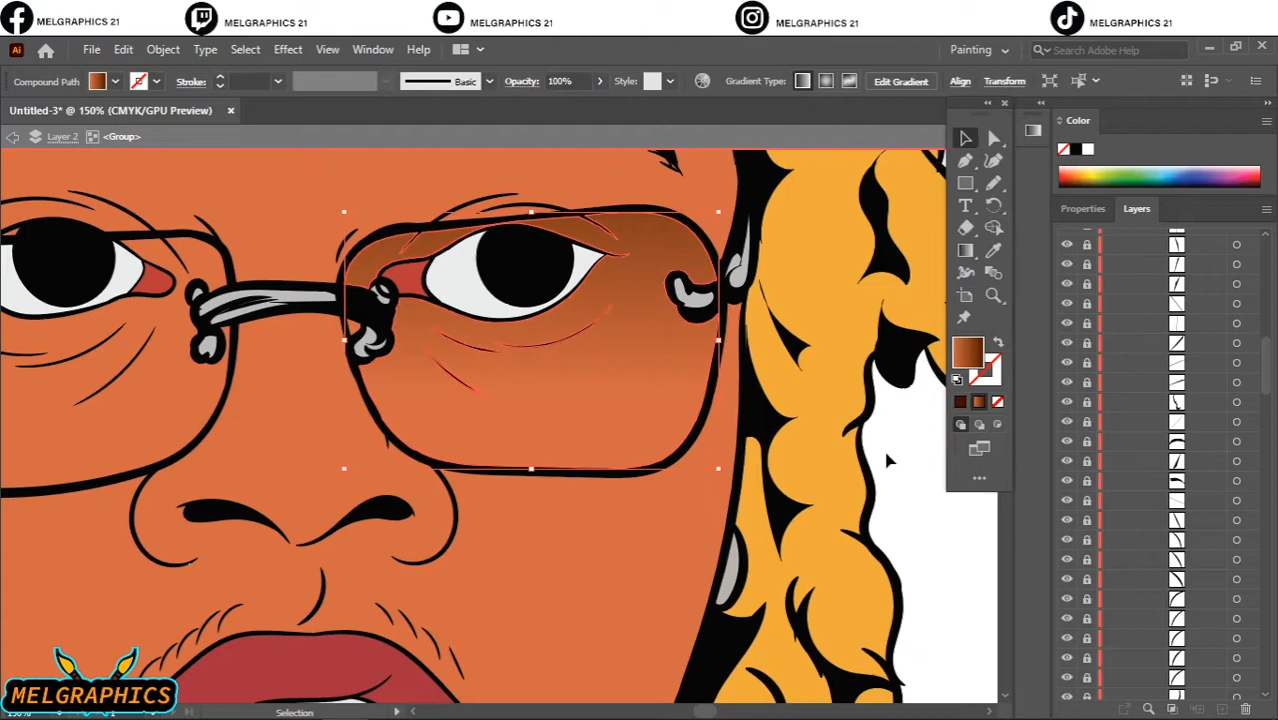 MELGRAPHICS 21 MELGRAPHICS 21 MELGRAPHICS 21 MELGRAPHICS 21 MELGRAPHICS 21
Ai File Edit Object Type Select Effect View Window Help Painting Search Adobe Help
Compound Path Stroke: Basic Opacity: 100% Style: Gradient Type: Edit Gradient Align Transform
Untitled-3* @ 150% (CMYK/GPU Preview)
Layer 2 <Group>
Color
Properties Layers
MELGRAPHICS
150% 1 Selection